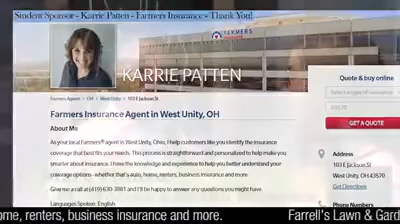 Student Sponsor - Karrie Patten - Farmers Insurance - Thank You!
FARMERS
INSURANCE
KARRIE PATTEN
Quote & buy online
Select a type of insurance
43570
GET A QUOTE
Farmers Agents > OH > West Unity > 103 E Jackson St
Farmers Insurance Agent in West Unity, OH
About Me
As your local Farmers® agent in West Unity, Ohio, I help customers like you identify the insurance
coverage that best fits your needs. This process is straightforward and personalized to help make you
smarter about insurance. I have the knowledge and experience to help you better understand your
coverage options- whether that's auto, home, renters, business insurance and more
Give me a call at (419) 630-3881 and I'll be happy to answer any questions you might have.
Languages Spoken: English
Address
103 E Jackson St
West Unity, OH 43570
Get Directions
Phone Numbers
ome, renters, business insurance and more.
Farrell's Lawn & Gard